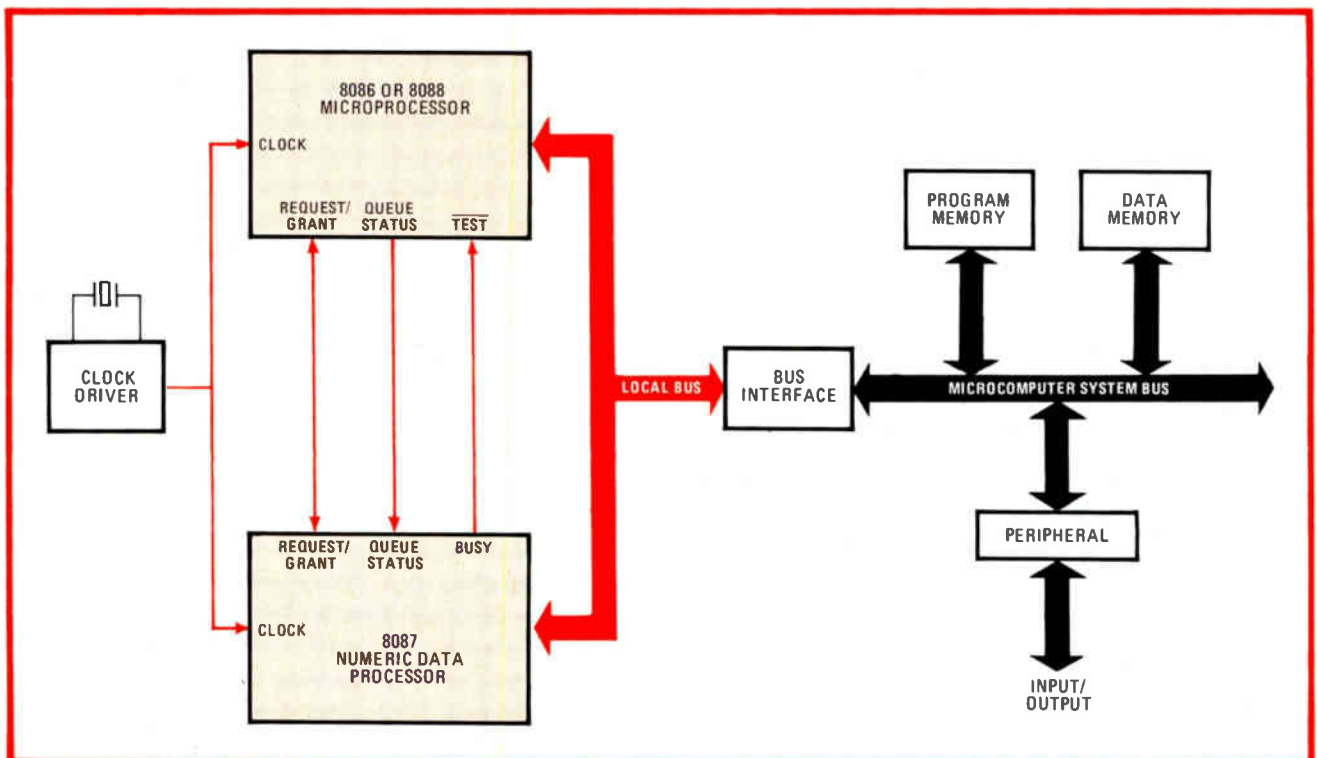 8086 OR 8088
MICROPROCESSOR
CLOCK
REQUEST/
GRANT
QUEUE
STATUS
TEST
CLOCK
DRIVER
REQUEST/
GRANT
QUEUE
STATUS
BUSY
CLOCK
8087
NUMERIC DATA
PROCESSOR
LOCAL BUS
BUS
INTERFACE
PROGRAM
MEMORY
DATA
MEMORY
MICROCOMPUTER SYSTEM BUS
PERIPHERAL
INPUT/
OUTPUT